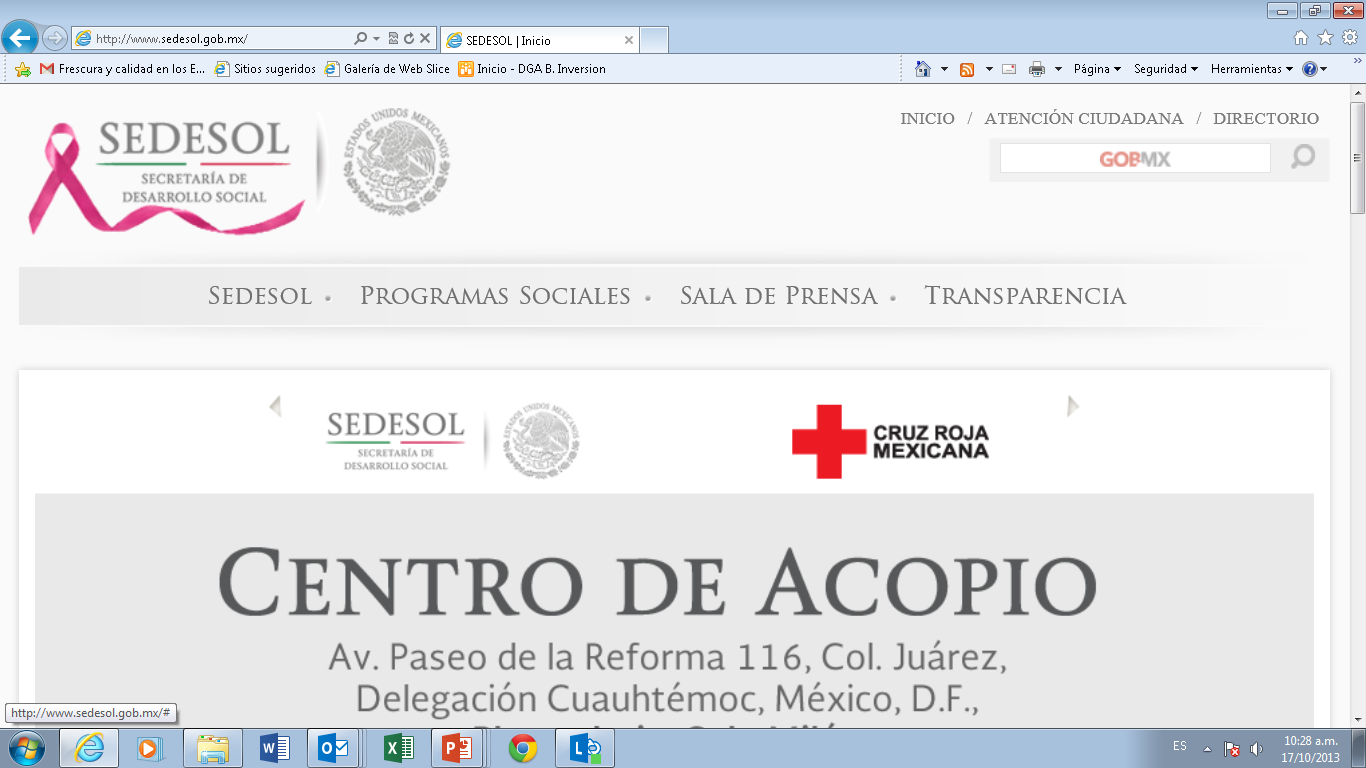 http://www.sedesol.gob.mx/
SEDESOL | Inicio
Frescura y calidad en los E...
Sitios sugeridos
Galería de Web Slice
Inicio - DGA B. Inversion
Página
Seguridad
Herramientas
SEDESOL
SECRETARÍA DE
DESARROLLO SOCIAL
ESTADOS UNIDOS MEXICANOS
INICIO / ATENCIÓN CIUDADANA / DIRECTORIO
GOBMX
SEDESOL • PROGRAMAS SOCIALES • SALA DE PRENSA • TRANSPARENCIA
SEDESOL
SECRETARÍA DE
DESARROLLO SOCIAL
ESTADOS UNIDOS MEXICANOS
CRUZ ROJA
MEXICANA
CENTRO DE ACOPIO
Av. Paseo de la Reforma 116, Col. Juárez,
Delegación Cuauhtémoc, México, D.F.,
http://www.sedesol.gob.mx/#
ES
10:28 a.m.
17/10/2013